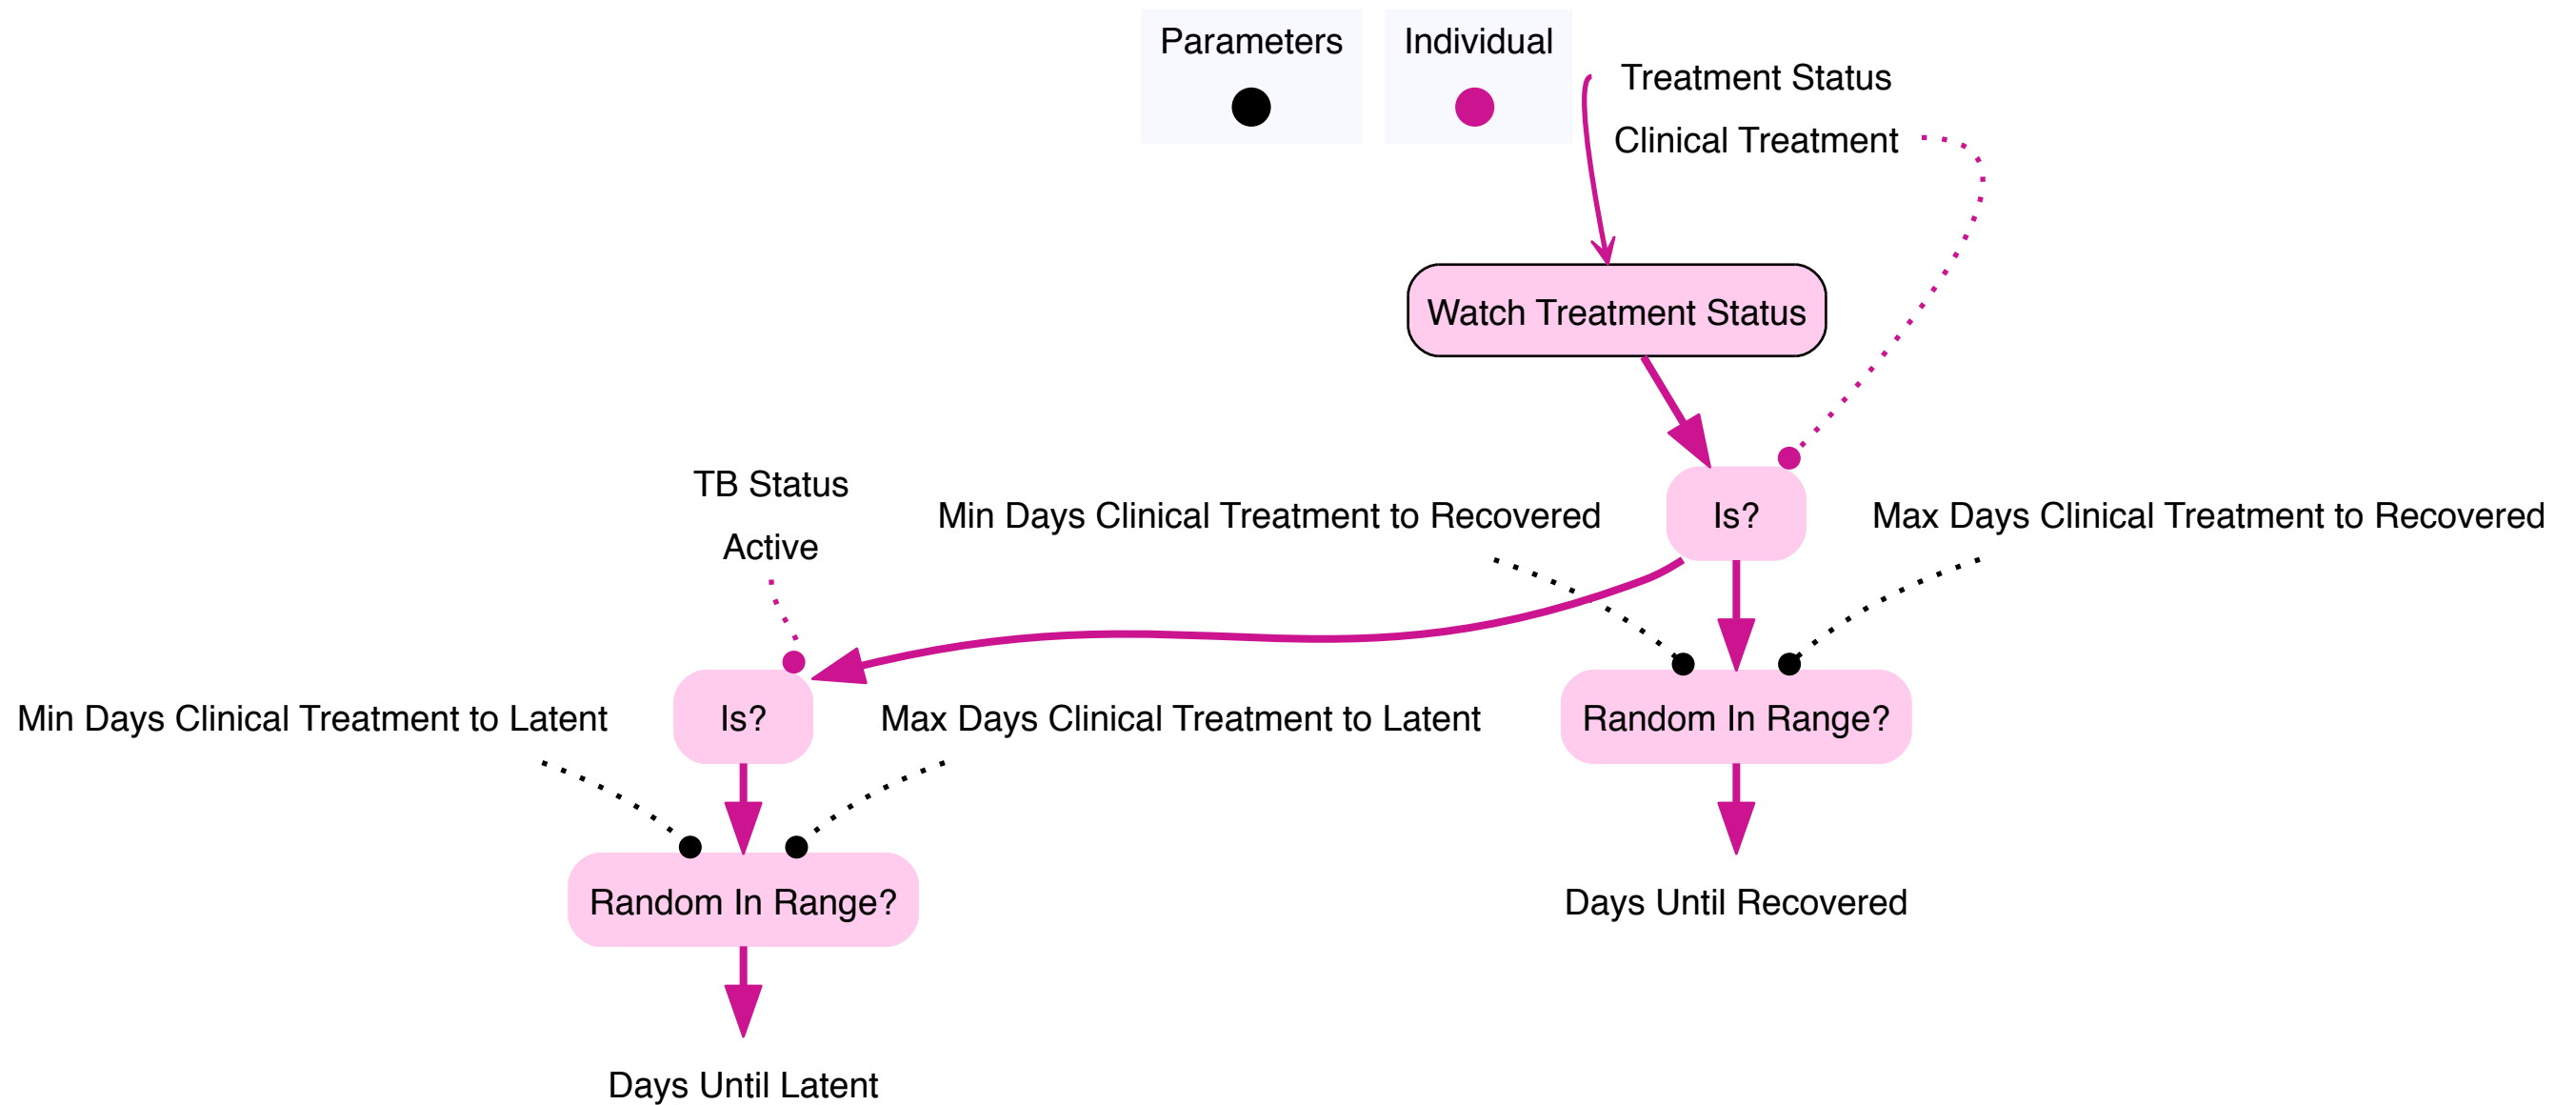 Parameters
Individual
Treatment Status
Clinical Treatment
Watch Treatment Status
TB Status
Active
Min Days Clinical Treatment to Recovered
Is?
Max Days Clinical Treatment to Recovered
Min Days Clinical Treatment to Latent
Is?
Max Days Clinical Treatment to Latent
Random In Range?
Random In Range?
Days Until Recovered
Days Until Latent